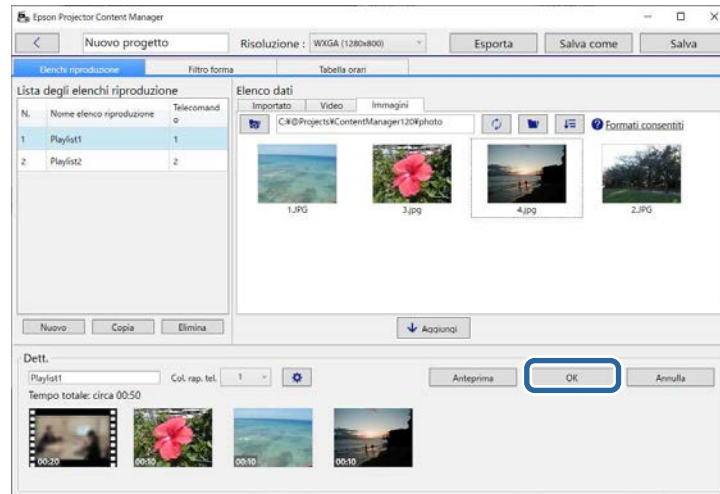 Epson Projector Content Manager
Nuovo progetto
Risoluzione : WXGA (1280x800)
Esporta
Salva come
Salva
Elenchi riproduzione
Filtro forma
Tabella orari
Lista degli elenchi riproduzione
N. Nome elenco riproduzione Telecomand
o
1 Playlist1 1
2 Playlist2 2
Nuovo
Copia
Elimina
Elenco dati
Importato
Video
Immagini
C:¥@Projects¥ContentManager120¥photo
Formati consentiti
1.JPG
3.jpg
4.jpg
2.JPG
Aggiungi
Dett.
Playlist1
Col. rap. tel. 1
Anteprima
OK
Annulla
Tempo totale: circa 00:50
00:20
00:10
00:10
00:10